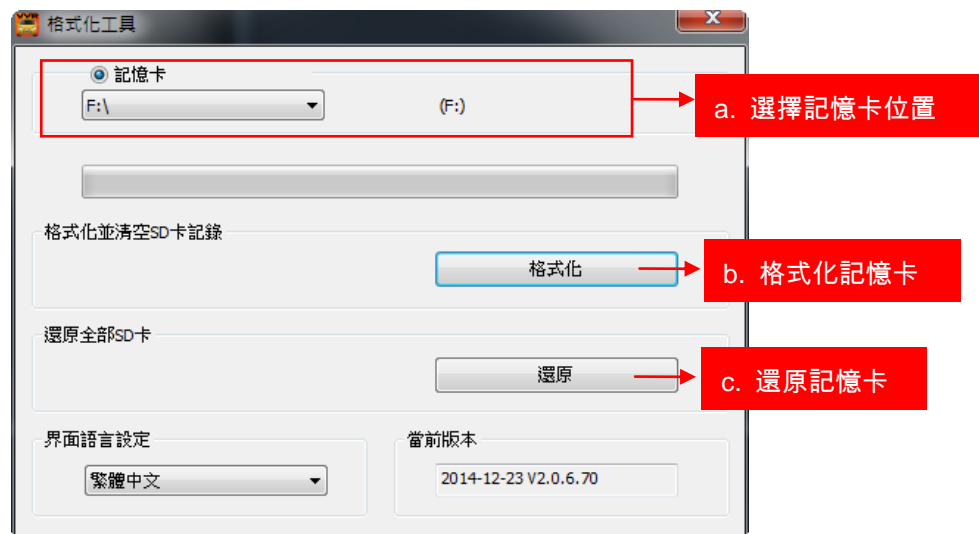 格式化工具
記憶卡
F:\
(F:)
a. 選擇記憶卡位置
格式化並清空SD卡記錄
格式化
b. 格式化記憶卡
還原全部SD卡
還原
c. 還原記憶卡
界面語言設定
當前版本
繁體中文
2014-12-23 V2.0.6.70